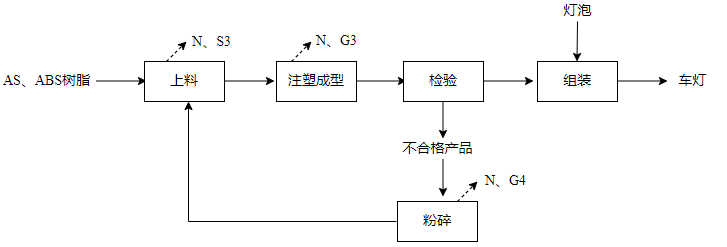 灯泡
N、S3
N、G3
AS、ABS树脂
上料
注塑成型
检验
组装
车灯
不合格产品
N、G4
粉碎